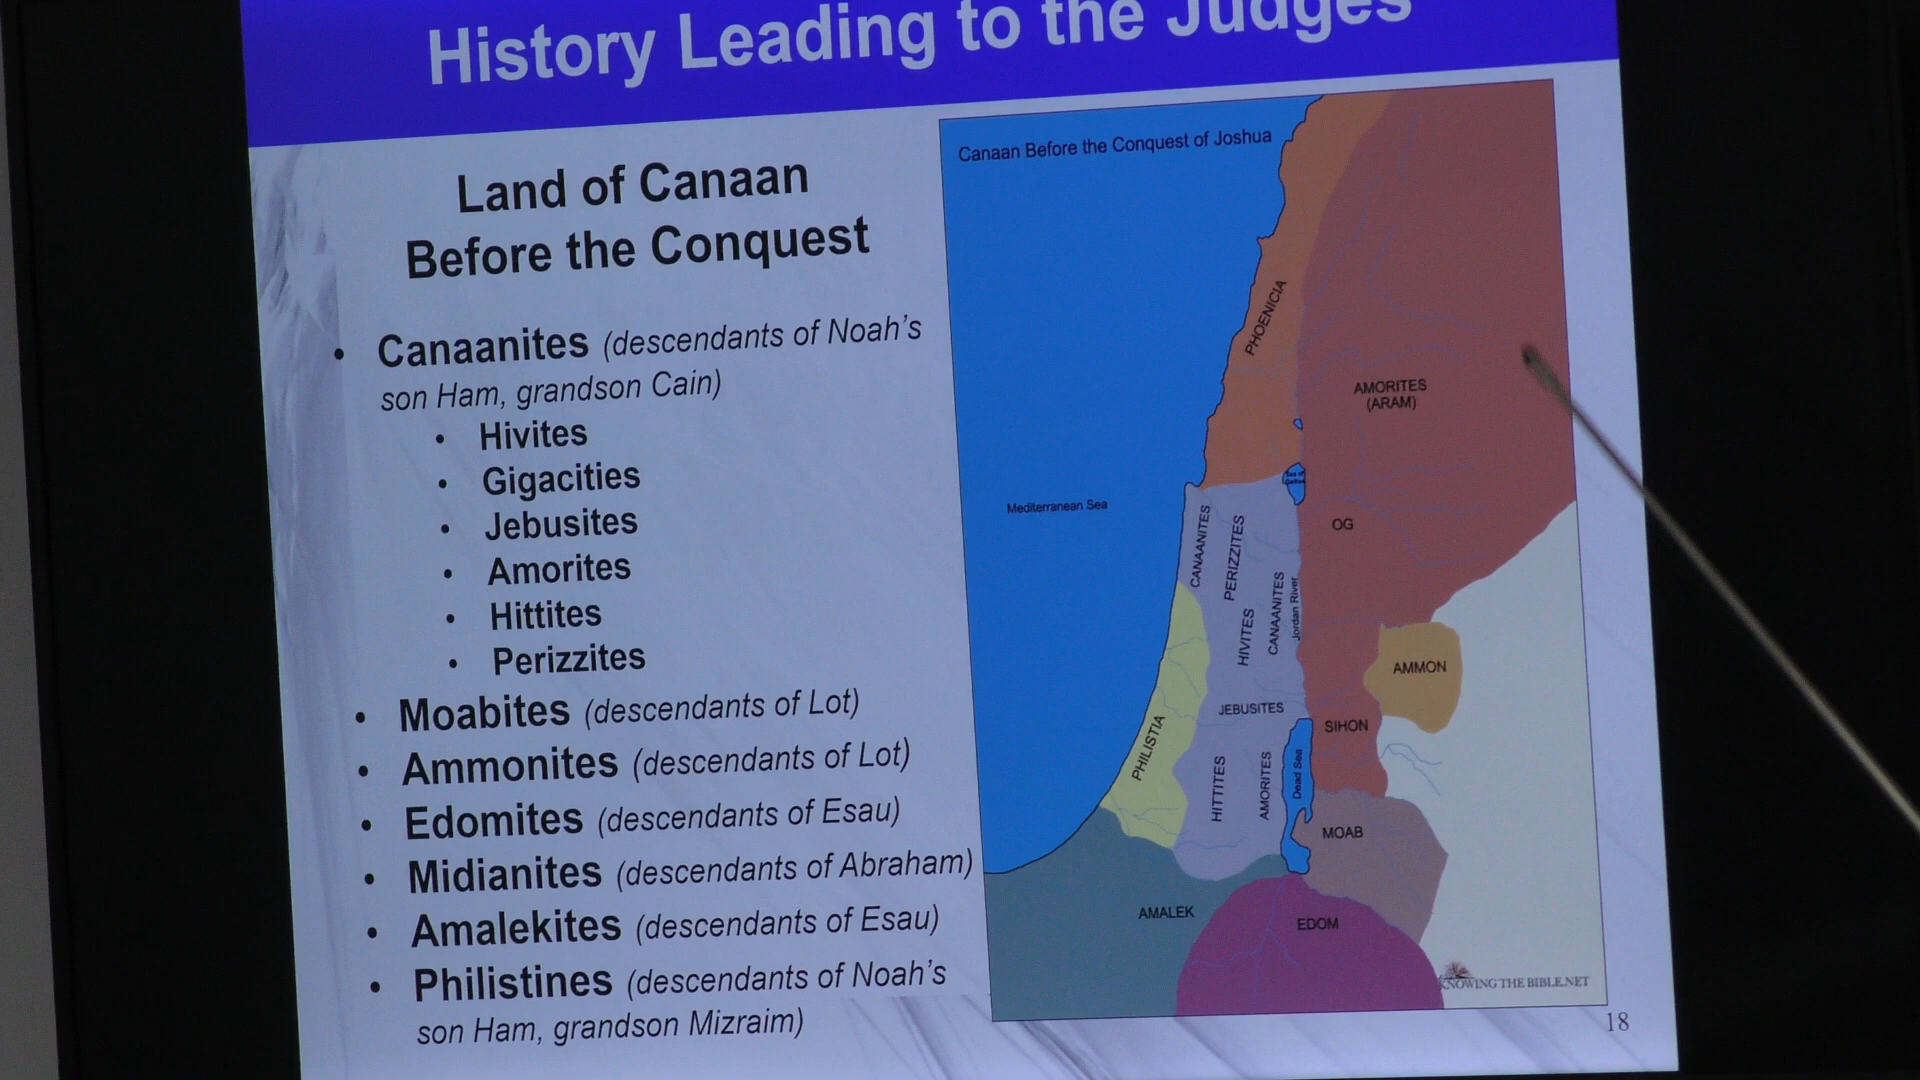 History Leading to the Judges
Land of Canaan
Before the Conquest
• Canaanites (descendants of Noah's
son Ham, grandson Cain)
• Hivites
• Gigacities
• Jebusites
• Amorites
• Hittites
• Perizzites
• Moabites (descendants of Lot)
• Ammonites (descendants of Lot)
• Edomites (descendants of Esau)
• Midianites (descendants of Abraham)
• Amalekites (descendants of Esau)
• Philistines (descendants of Noah's
son Ham, grandson Mizraim)
Canaan Before the Conquest of Joshua
PHOENICIA
AMORITES
(ARAM)
Sea of
Galilee
Mediterranean Sea
OG
CANAANITES
PERIZZITES
HIVITES
CANAANITES
Jordan River
AMMON
JEBUSITES
SIHON
PHILISTIA
HITTITES
AMORITES
Dead Sea
MOAB
AMALEK
EDOM
KNOWING THE BIBLE.NET
18